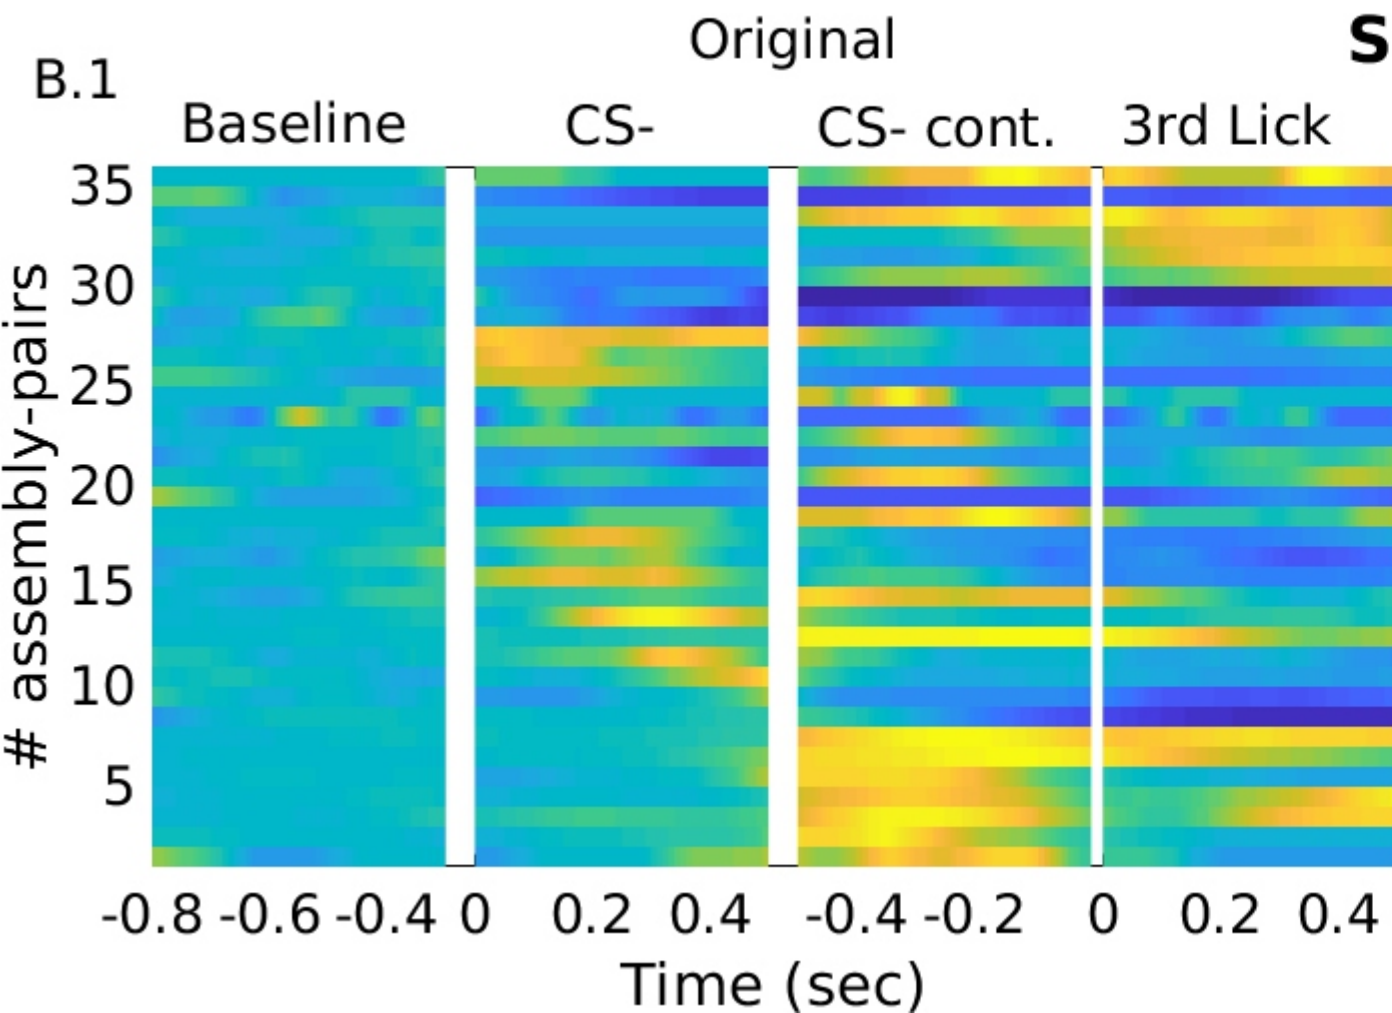 Original
S
B.1
Baseline CS- CS- cont. 3rd Lick
35
30
25
20
15
10
5
# assembly-pairs
-0.8 -0.6 -0.4 0 0.2 0.4 -0.4 -0.2 0 0.2 0.4
Time (sec)